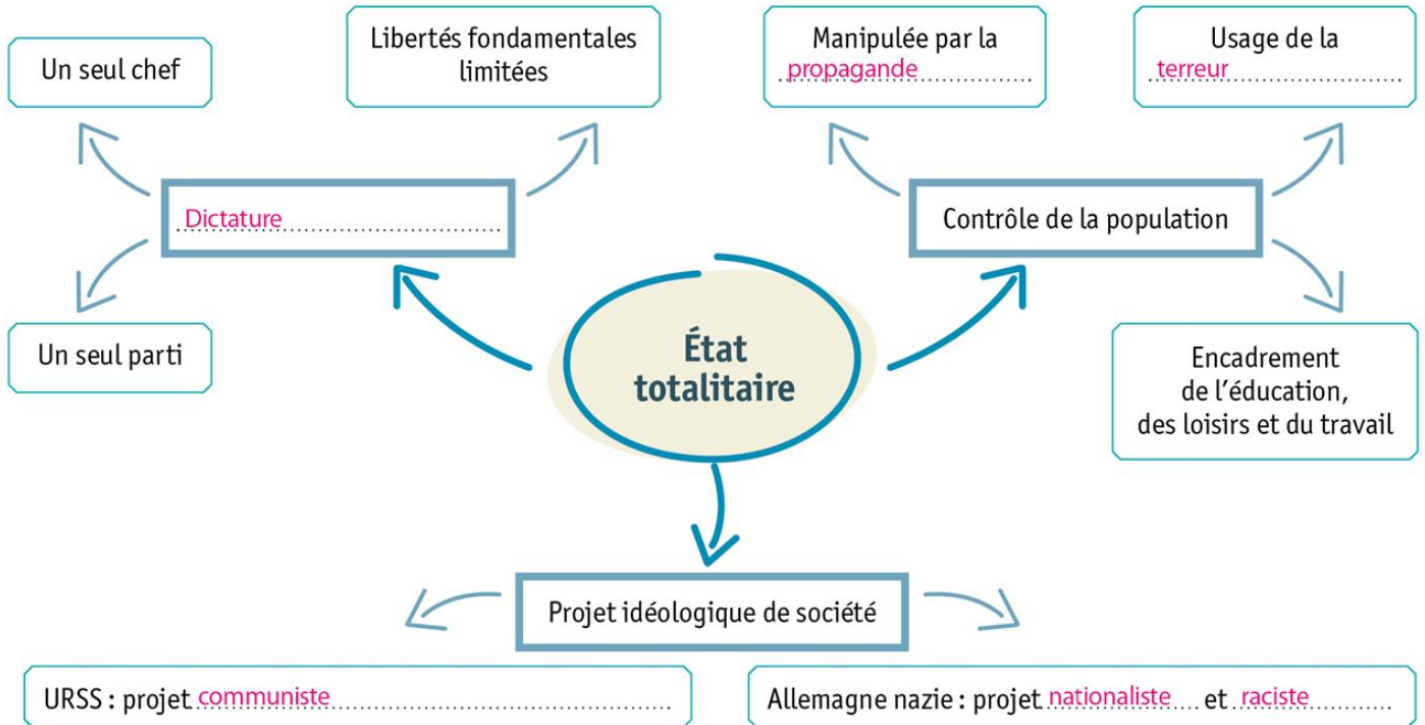 Un seul chef
Libertés fondamentales
limitées
Manipulée par la
propagande
Usage de la
terreur
Dictature
Contrôle de la population
Un seul parti
État
totalitaire
Encadrement
de l'éducation,
des loisirs et du travail
Projet idéologique de société
URSS : projet communiste
Allemagne nazie : projet nationaliste et raciste